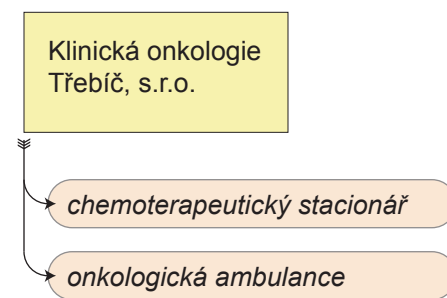 Klinická onkologie
Třebíč, s.r.o.
chemoterapeutický stacionář
onkologická ambulance